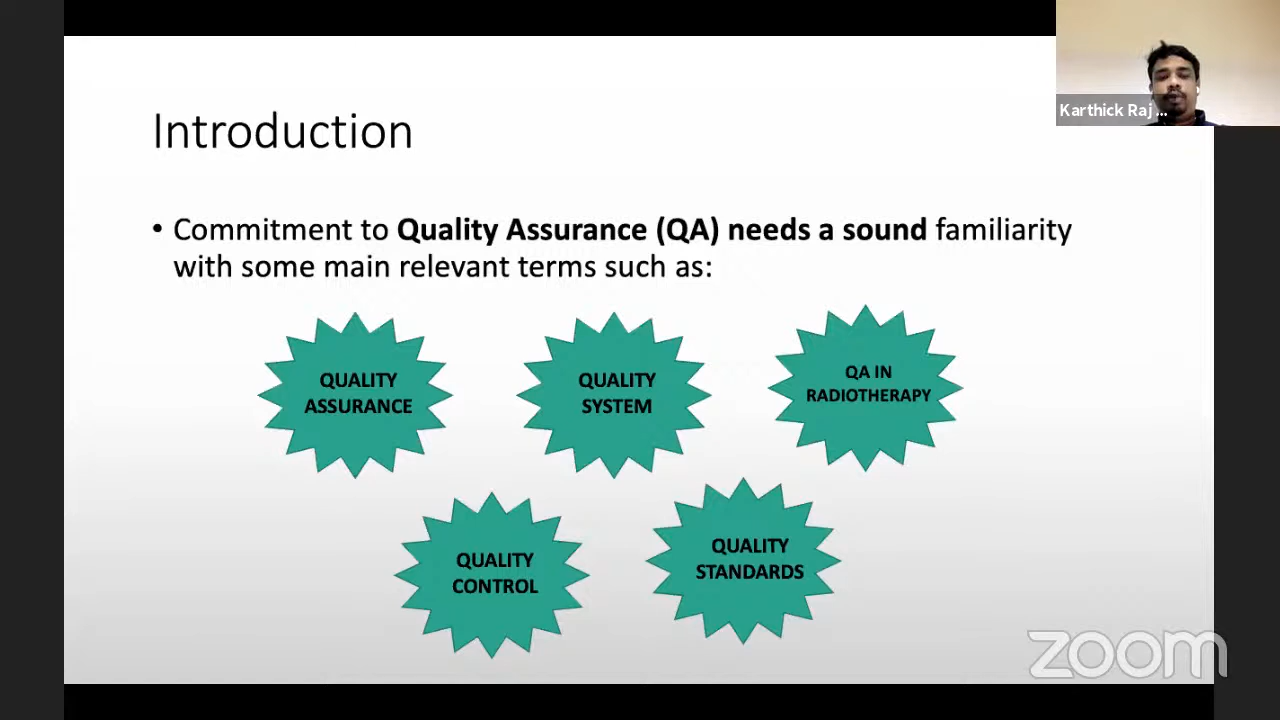 Karthick Raj ...
Introduction
• Commitment to Quality Assurance (QA) needs a sound familiarity
with some main relevant terms such as:
QUALITY
ASSURANCE
QUALITY
SYSTEM
QA IN
RADIOTHERAPY
QUALITY
CONTROL
QUALITY
STANDARDS
zoom